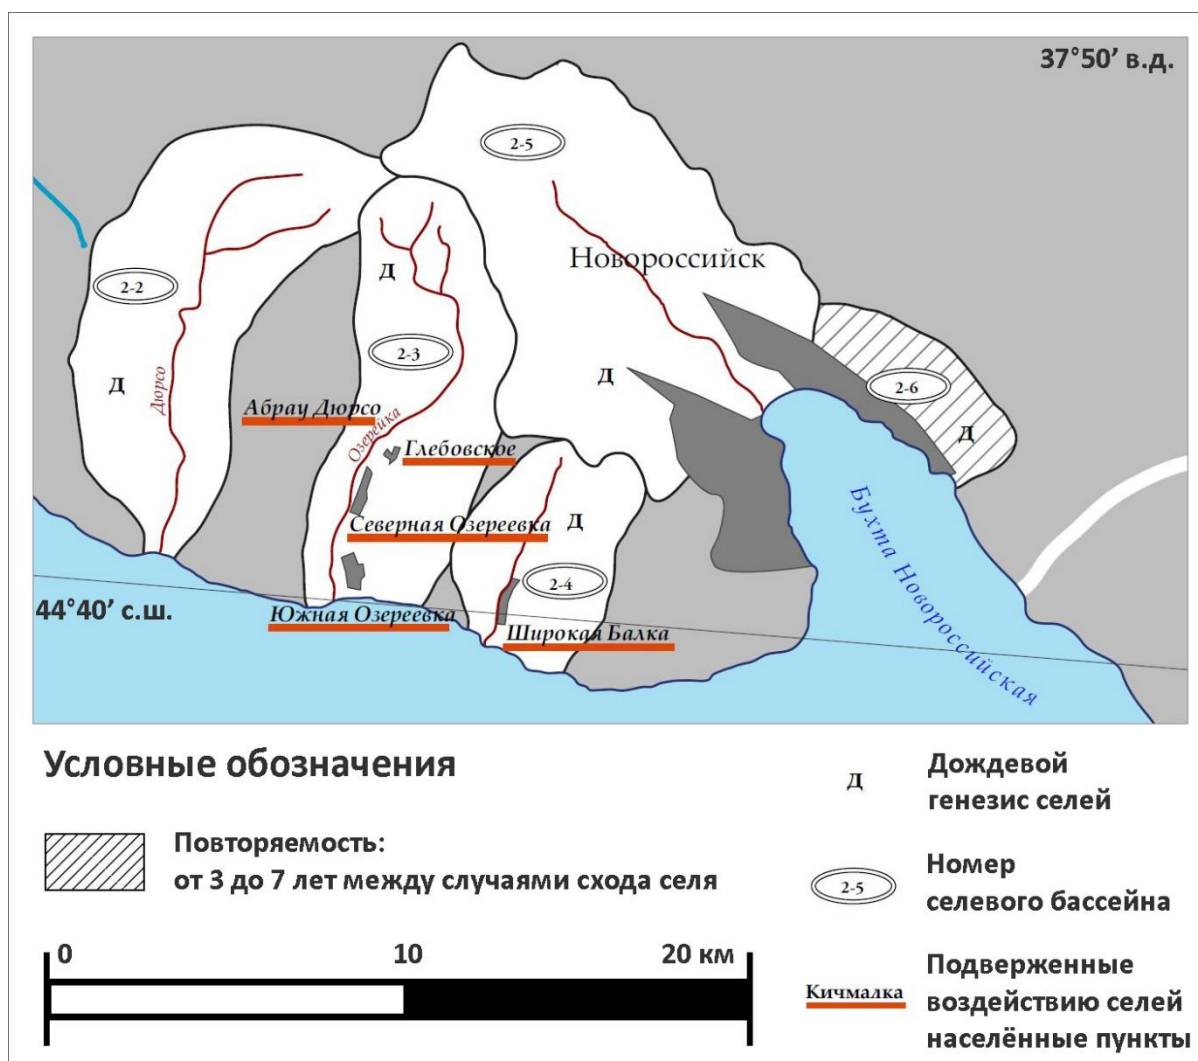 37°50’ в.д.
2-5
Новороссийск
Д
2-2
2-3
Д
Д
Дюрсо
2-6
Д
Абрау Дюрсо
Озерейка
Глебовское
Северная Озереевка
Д
Бухта Новороссийская
2-4
44°40’ с.ш.
Южная Озереевка
Широкая Балка
Условные обозначения
Повторяемость:
от 3 до 7 лет между случаями схода селя
0
10
20 км
Д
Дождевой
генезис селей
2-5
Номер
селевого бассейна
Кичмалка
Подверженные
воздействию селей
населённые пункты